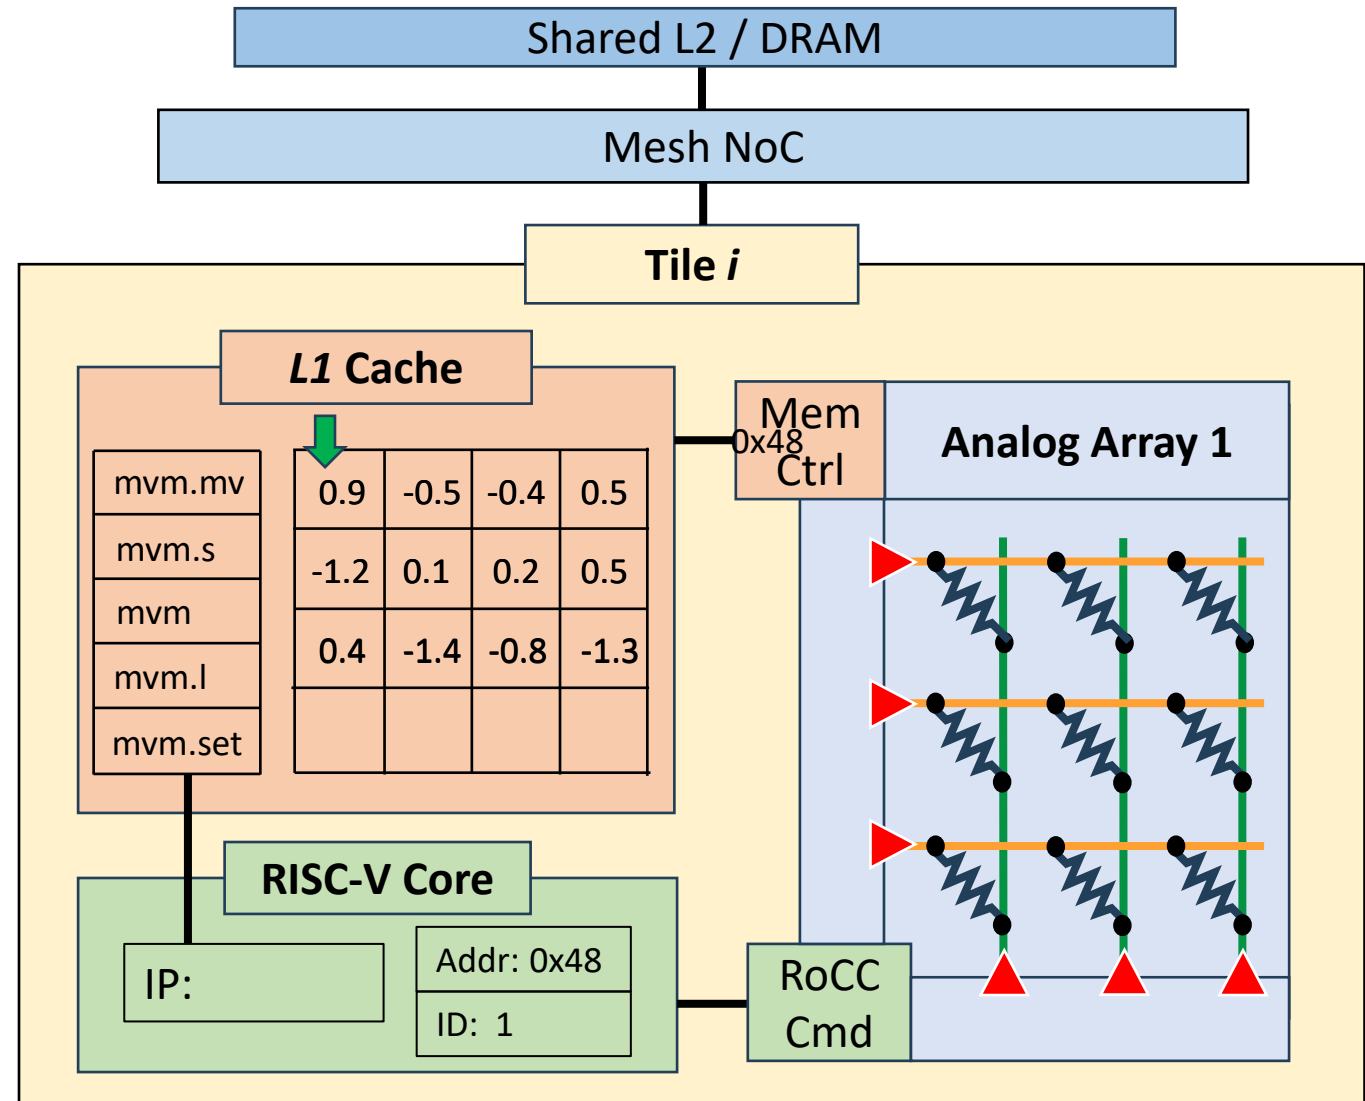 Shared L2 / DRAM
Mesh NoC
Tile i
L1 Cache
mvm.mv
mvm.s
mvm
mvm.l
mvm.set
0.9 -0.5 -0.4 0.5
-1.2 0.1 0.2 0.5
0.4 -1.4 -0.8 -1.3
Mem
0x48
Ctrl
Analog Array 1
RISC-V Core
IP:
Addr: 0x48
ID: 1
RoCC
Cmd